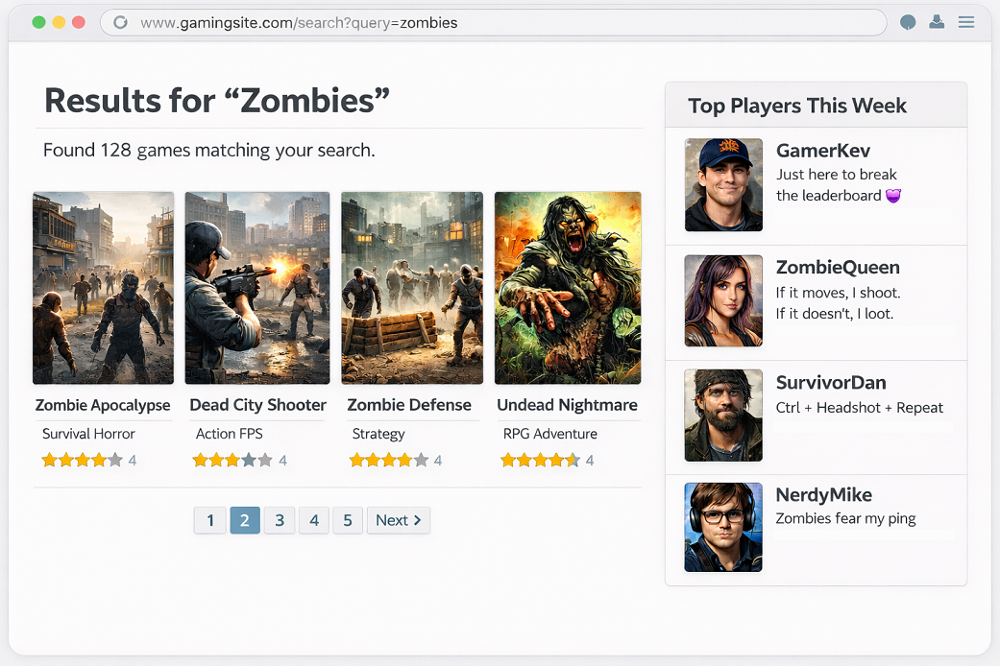 www.gamingsite.com/search?query=zombies
Results for “Zombies”
Found 128 games matching your search.
Zombie Apocalypse
Survival Horror
4
Dead City Shooter
Action FPS
4
Zombie Defense
Strategy
4
Undead Nightmare
RPG Adventure
4
1 2 3 4 5 Next
Top Players This Week
GamerKev
Just here to break
the leaderboard 😈
ZombieQueen
If it moves, I shoot.
If it doesn't, I loot.
SurvivorDan
Ctrl + Headshot + Repeat
NerdyMike
Zombies fear my ping